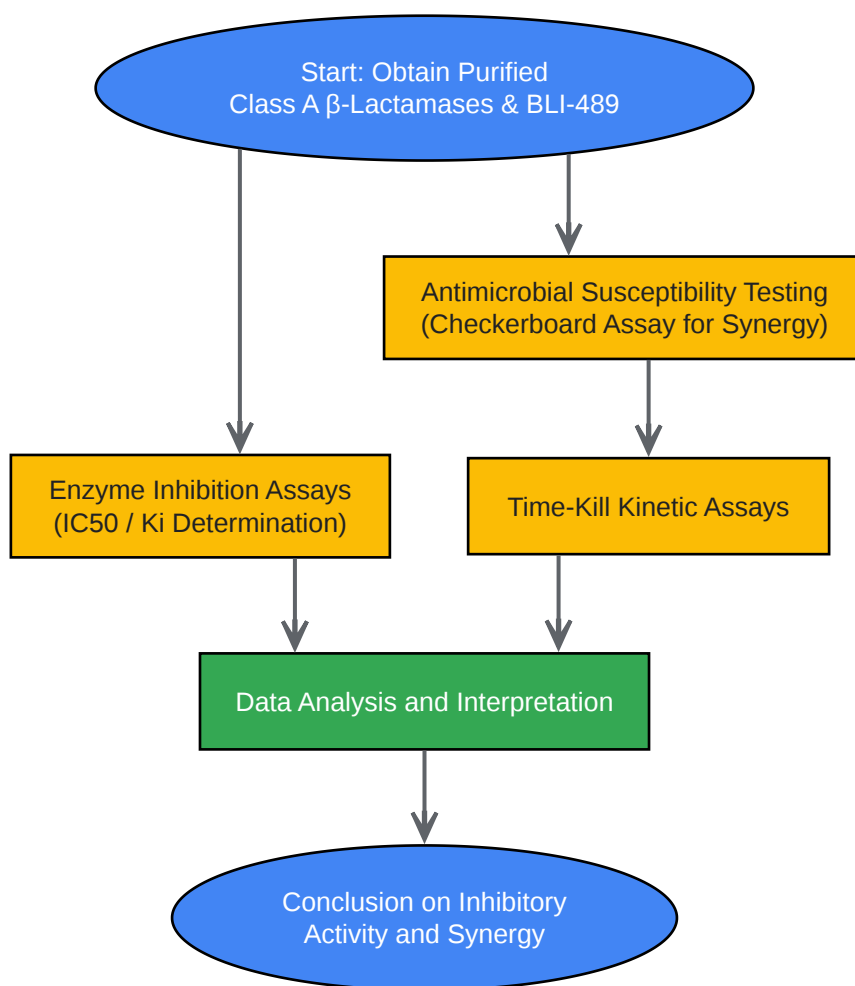 Start: Obtain Purified
Class A β-Lactamases & BLI-489
Antimicrobial Susceptibility Testing
(Checkerboard Assay for Synergy)
Enzyme Inhibition Assays
(IC50 / Ki Determination)
Time-Kill Kinetic Assays
Data Analysis and Interpretation
Conclusion on Inhibitory
Activity and Synergy